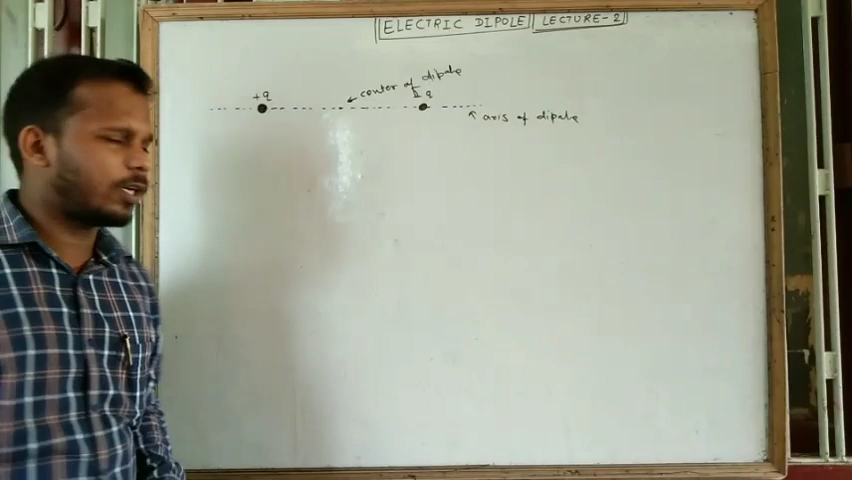 ELECTRIC DIPOLE LECTURE-2
center of dipole
+q
q
axis of dipole